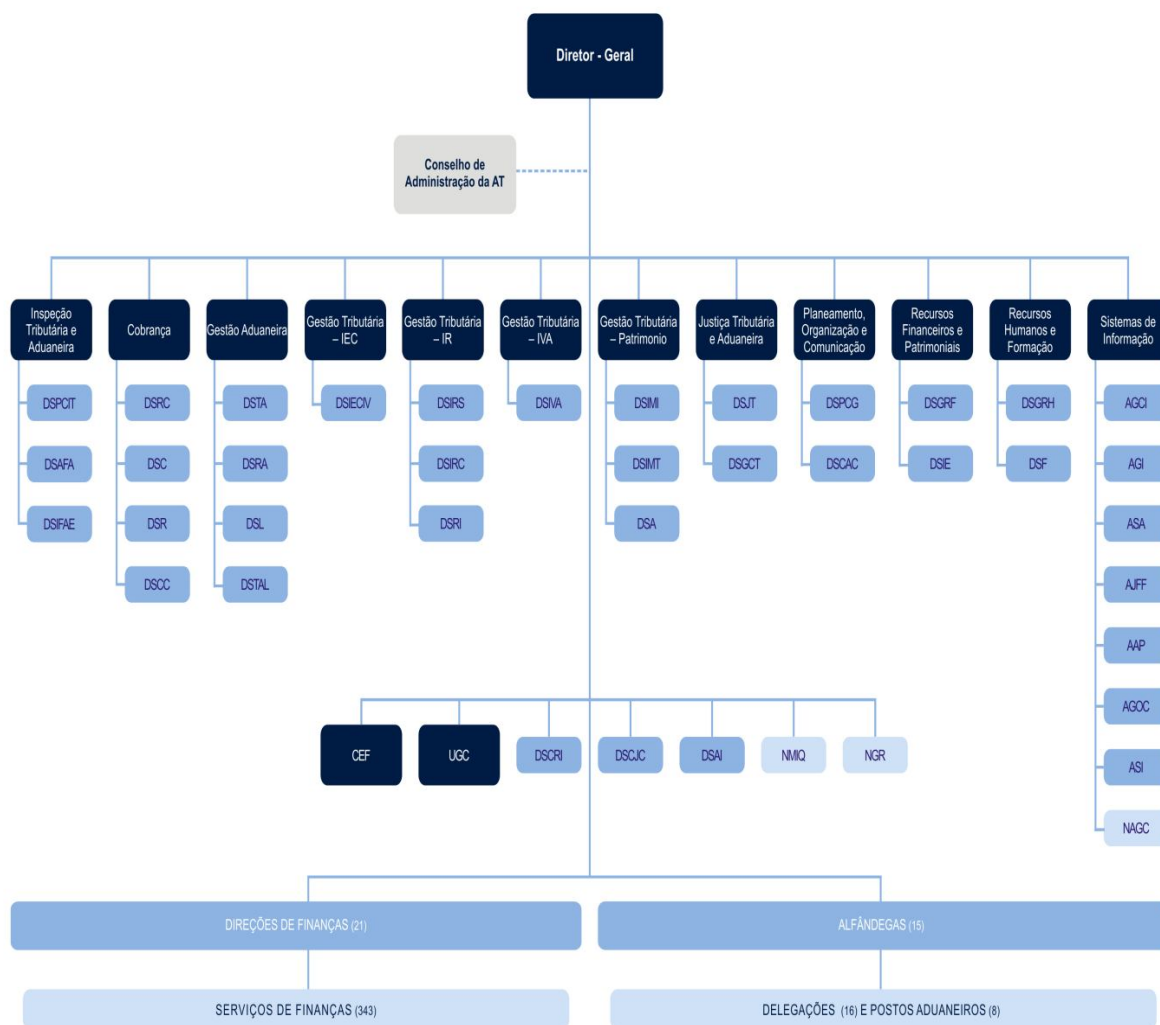 Diretor - Geral
Conselho de
Administração da AT
Inspeção
Tributária e
Aduaneira
Cobrança
Gestão Aduaneira
Gestão Tributária
– IEC
Gestão Tributária
– IR
Gestão Tributária
– IVA
Gestão Tributária
– Patrimonio
Justiça Tributária
e Aduaneira
Planeamento,
Organização e
Comunicação
Recursos
Financeiros e
Patrimoniais
Recursos
Humanos e
Formação
Sistemas de
Informação
DSPCIT
DSRC
DSTA
DSIECIV
DSIRS
DSIVA
DSIMI
DSJT
DSPCG
DSGRF
DSGRH
AGCI
DSAFA
DSC
DSRA
DSIRC
DSIMT
DSGCT
DSCAC
DSIE
DSF
AGI
DSIFAE
DSR
DSL
DSRI
DSA
ASA
DSCC
DSTAL
AJFF
AAP
AGOC
CEF
UGC
DSCRI
DSCJC
DSAI
NMIQ
NGR
ASI
NAGC
DIREÇÕES DE FINANÇAS (21)
ALFÂNDEGAS (15)
SERVIÇOS DE FINANÇAS (343)
DELEGAÇÕES (16) E POSTOS ADUANEIROS (8)